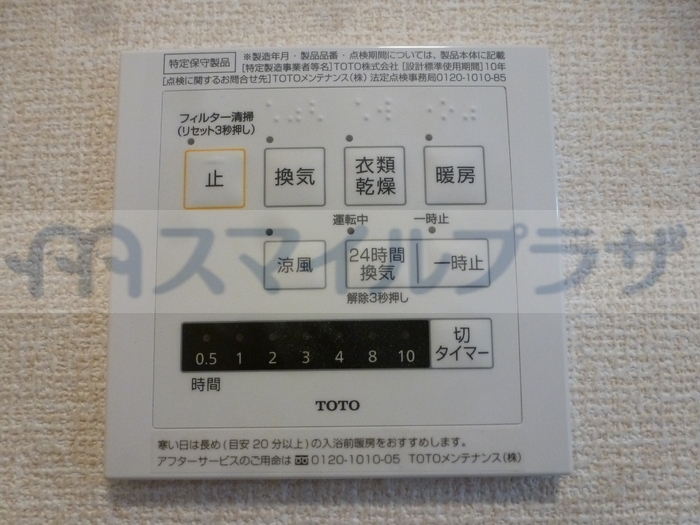 特定保守製品
※製造年月・製品品番・点検期間については、製品本体に記載
[特定製造事業者等名]TOTO株式会社 [設計標準使用期間]10年
[点検に関するお問合せ先]TOTOメンテナンス(株) 法定点検事務局0120-1010-85
フィルター清掃
(リセット3秒押し)
止
換気
衣類
乾燥
暖房
運転中
一時止
涼風
24時間
換気
一時止
解除3秒押し
スマイルプラザ
0.5 1 2 3 4 8 10
切
タイマー
時間
TOTO
寒い日は長め(目安20分以上)の入浴前暖房をおすすめします。
アフターサービスのご用命は 0120-1010-05 TOTOメンテナンス(株)